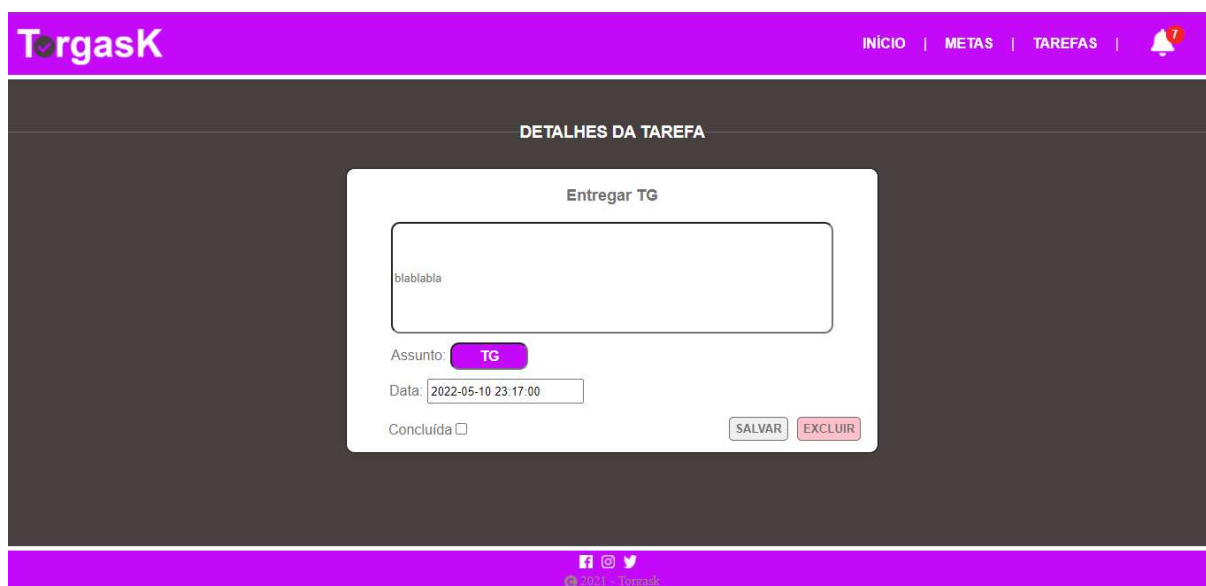 TorgasK
INÍCIO | METAS | TAREFAS |
7
DETALHES DA TAREFA
Entregar TG
blablabla
Assunto: TG
Data: 2022-05-10 23:17:00
Concluída
SALVAR EXCLUIR
© 2021 - Torgask